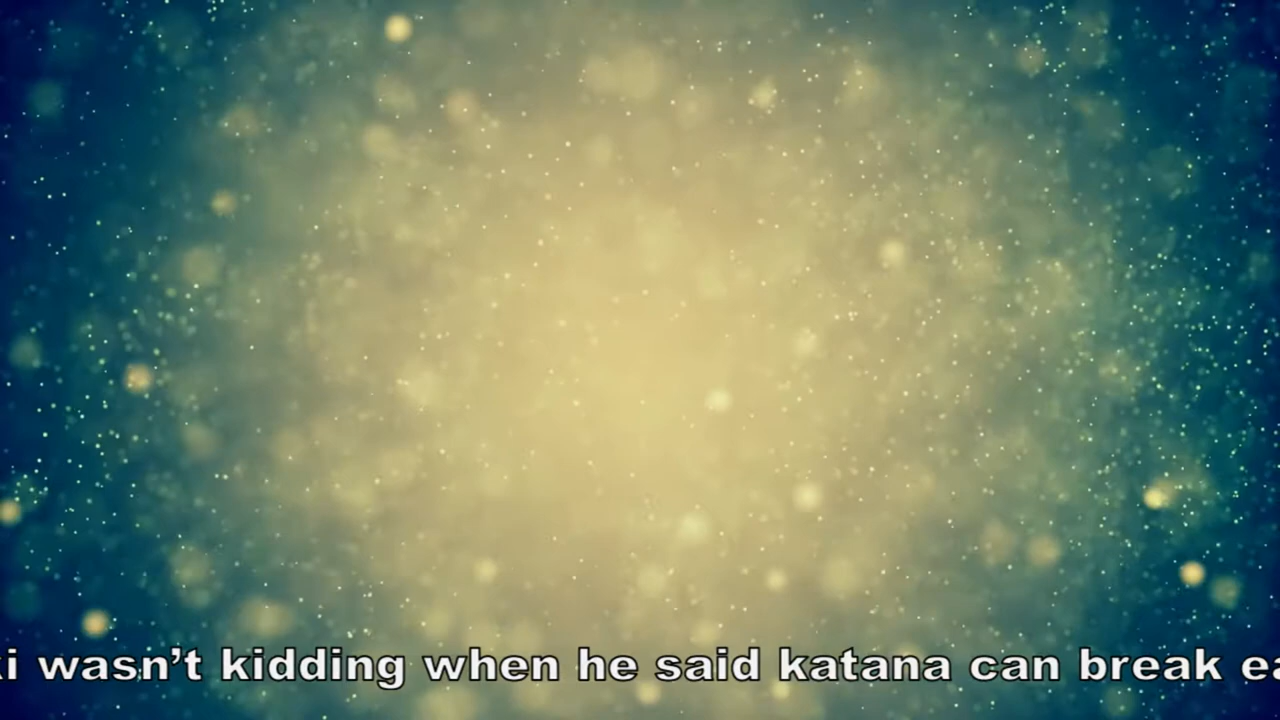 wasn’t kidding when he said katana can break